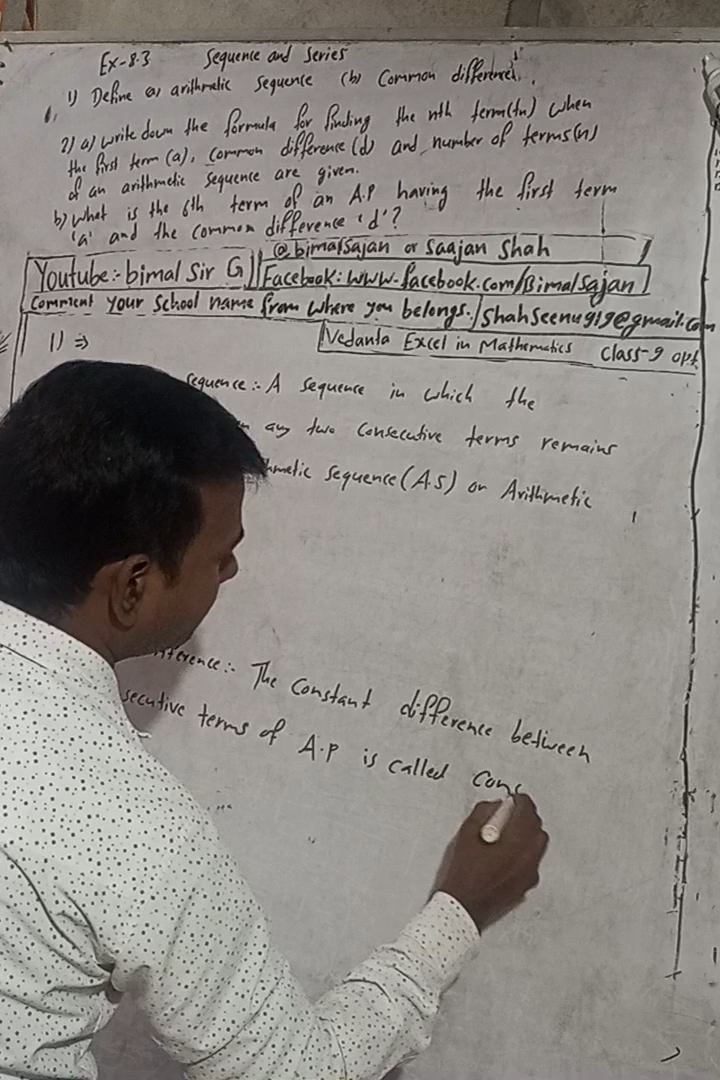 Ex-8.3 Sequence and Series
1) Define (a) arithmetic sequence (b) Common difference.
2) a) write down the formula for finding the nth term(tn) when
the first term (a), common difference (d) and number of terms(n)
of an arithmetic sequence are given.
b) What is the 6th term of an A.P having the first term
'a' and the common difference 'd'?
@bimalsajan or Saajan Shah
Youtube:- bimal Sir G
Facebook: www.facebook.com/Bimalsajan
Comment your School name from where you belongs.
Shahseenu919@gmail.com
Vedanta Excel in Mathematics class-9 opt
1) ⇒
sequence :- A sequence in which the
any two consecutive terms remains
hmetic sequence (A.S) or Arithmetic
fference :- The constant difference between
secutive terms of A.P is called Com